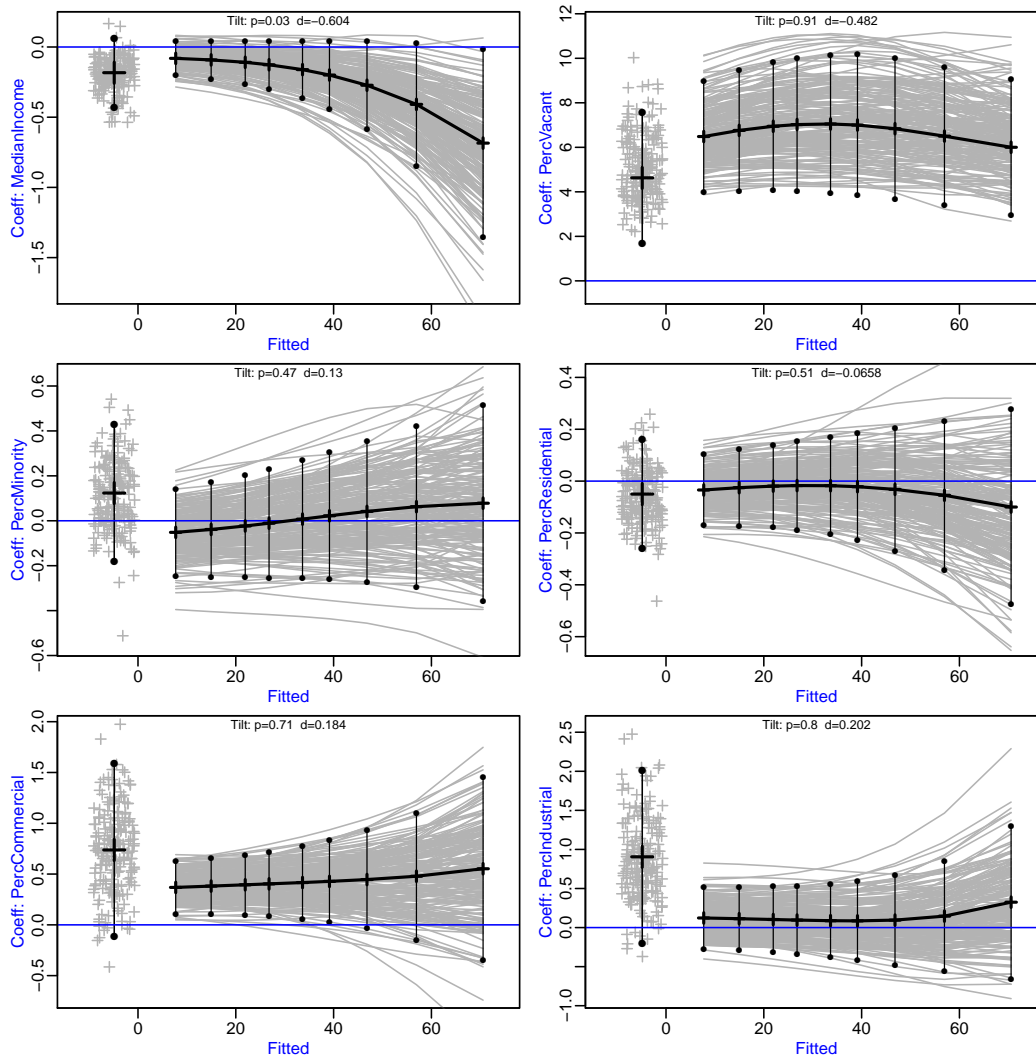 Tilt: p=0.03 d=−0.604
Coeff: MedianIncome
0.0
−0.5
−1.0
−1.5
0 20 40 60
Fitted
Tilt: p=0.91 d=−0.482
Coeff: PercVacant
12
10
8
6
4
2
0
0 20 40 60
Fitted
Tilt: p=0.47 d=0.13
Coeff: PercMinority
0.6
0.4
0.2
0.0
−0.2
−0.6
0 20 40 60
Fitted
Tilt: p=0.51 d=−0.0658
Coeff: PercResidential
0.4
0.2
0.0
−0.2
−0.4
−0.6
0 20 40 60
Fitted
Tilt: p=0.71 d=0.184
Coeff: PercCommercial
2.0
1.5
1.0
0.5
0.0
−0.5
0 20 40 60
Fitted
Tilt: p=0.8 d=0.202
Coeff: PercIndustrial
2.5
2.0
1.5
1.0
0.5
0.0
−1.0
0 20 40 60
Fitted